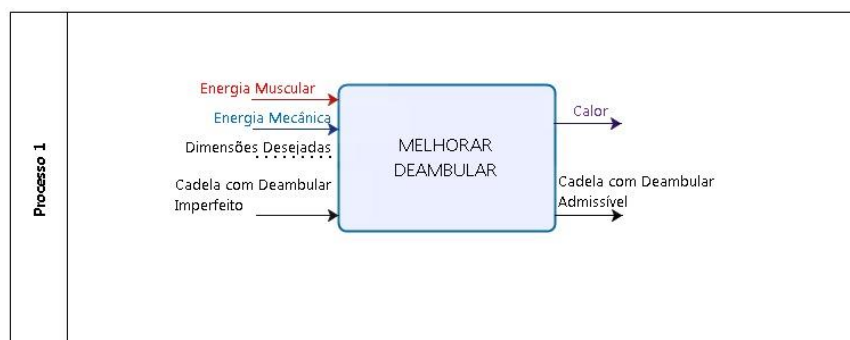 Processo 1
Energia Muscular
Energia Mecânica
Dimensões Desejadas
Cadela com Deambular
Imperfeito
MELHORAR
DEAMBULAR
Calor
Cadela com Deambular
Admissível